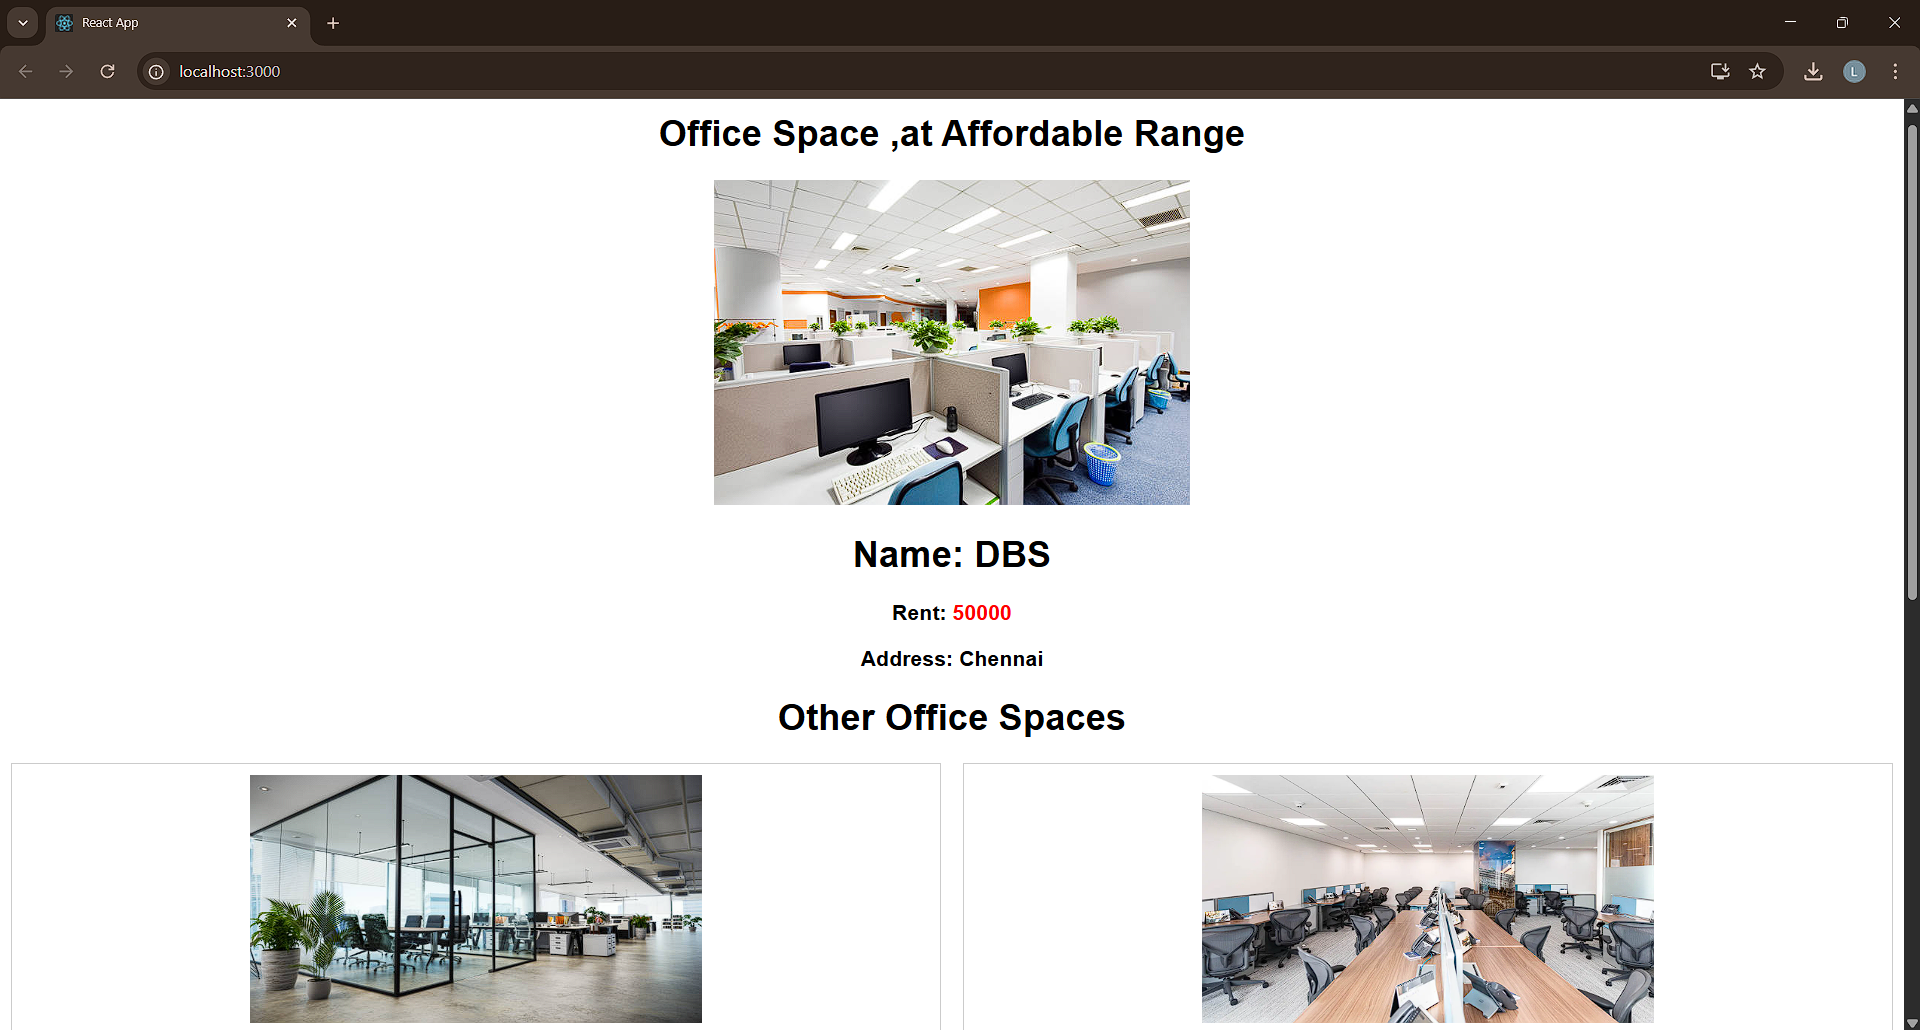 React App
localhost:3000
L
Office Space ,at Affordable Range
Name: DBS
Rent: 50000
Address: Chennai
Other Office Spaces